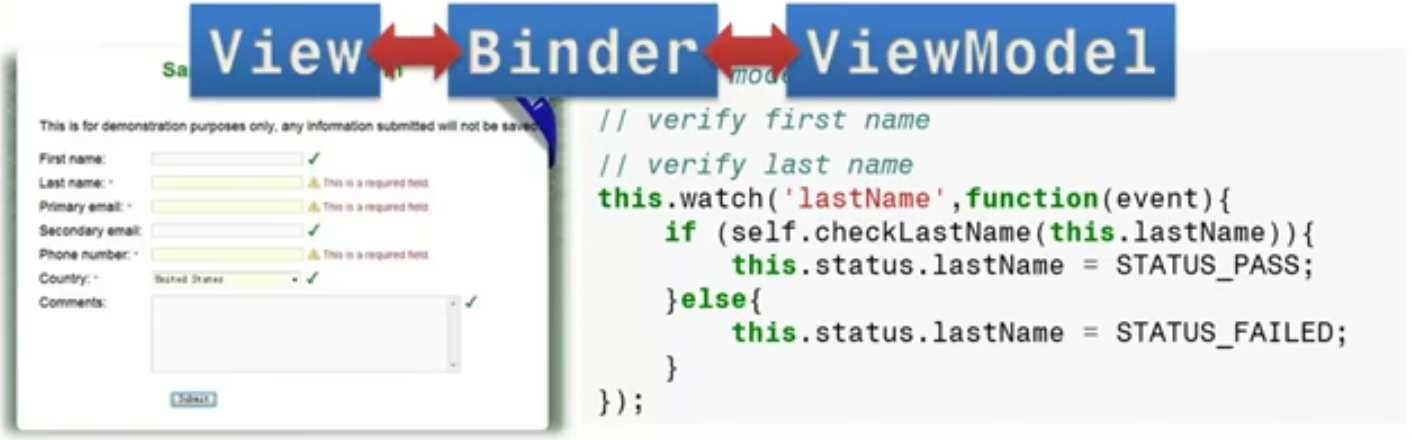 View Binder ViewModel
Sa n
mode
This is for demonstration purposes only, any information submitted will not be saved
First name:
Last name: * This is a required field.
Primary email: * This is a required field.
Secondary email:
Phone number: * This is a required field.
Country: * United States
Comments:
Submit
// verify first name
// verify last name
this.watch('lastName',function(event){
if (self.checkLastName(this.lastName)){
this.status.lastName = STATUS_PASS;
}else{
this.status.lastName = STATUS_FAILED;
}
});